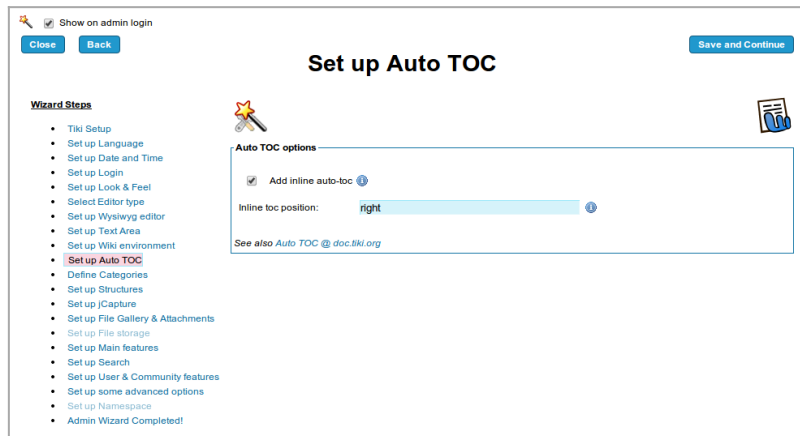 Show on admin login
Close
Back
Save and Continue
Set up Auto TOC
Wizard Steps
Tiki Setup
Set up Language
Set up Date and Time
Set up Login
Set up Look & Feel
Select Editor type
Set up Wysiwyg editor
Set up Text Area
Set up Wiki environment
Set up Auto TOC
Define Categories
Set up Structures
Set up jCapture
Set up File Gallery & Attachments
Set up File storage
Set up Main features
Set up Search
Set up User & Community features
Set up some advanced options
Set up Namespace
Admin Wizard Completed!
Auto TOC options
Add inline auto-toc
Inline toc position: right
See also Auto TOC @ doc.tiki.org